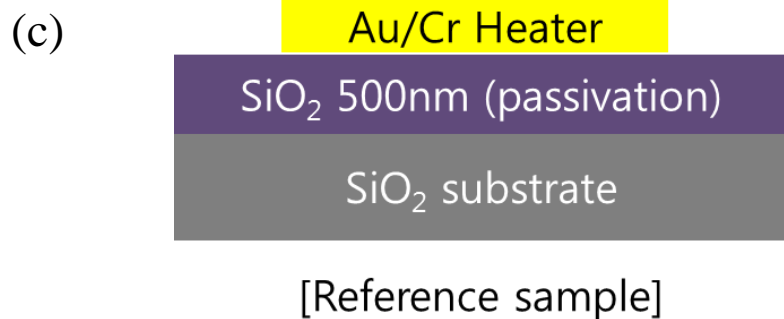 (c)
Au/Cr Heater
SiO₂ 500nm (passivation)
SiO₂ substrate
[Reference sample]